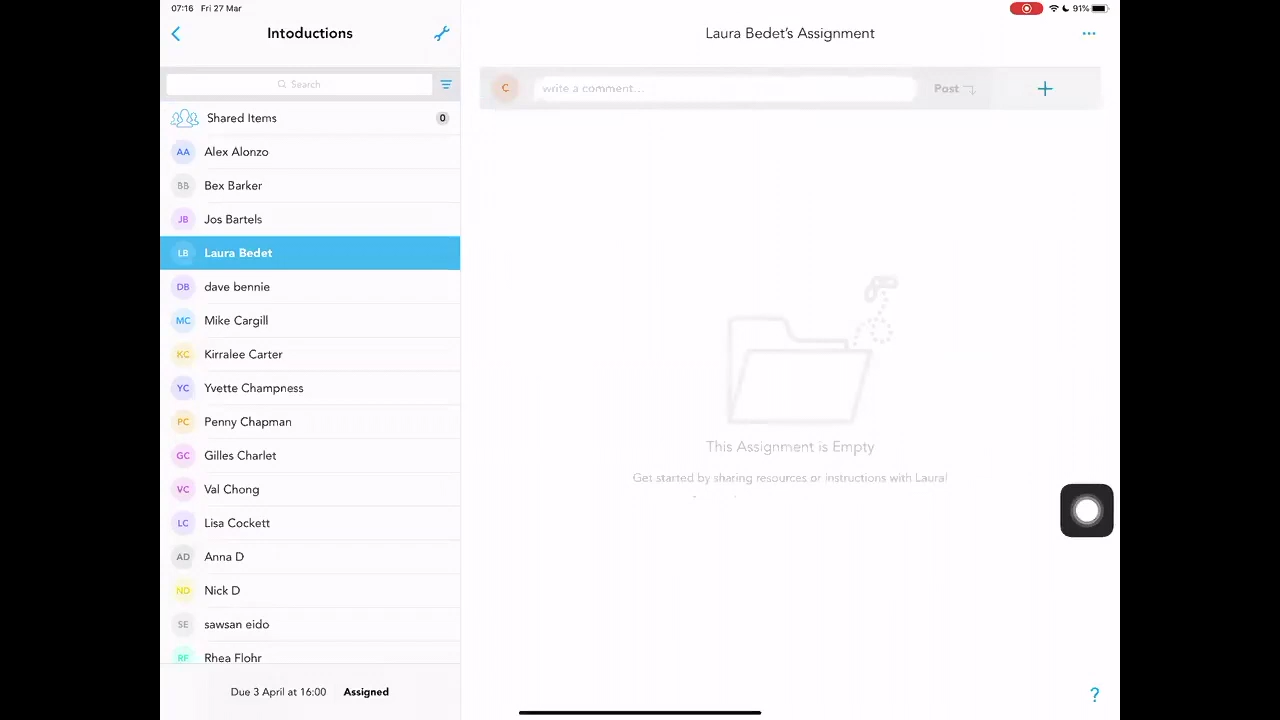 07:16 Fri 27 Mar
91%
Intoductions
Laura Bedet's Assignment
Search
C
write a comment...
Post
Shared Items
0
AA Alex Alonzo
BB Bex Barker
JB Jos Bartels
LB Laura Bedet
DB dave bennie
MC Mike Cargill
KC Kirralee Carter
YC Yvette Champness
PC Penny Chapman
GC Gilles Charlet
VC Val Chong
LC Lisa Cockett
AD Anna D
ND Nick D
SE sawsan eido
RF Rhea Flohr
This Assignment is Empty
Get started by sharing resources or instructions with Laura!
Due 3 April at 16:00 Assigned
?